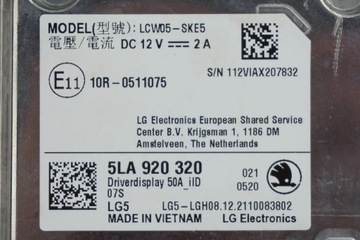 MODEL(型號) LCW05-SKE5
電壓/電流 DC 12 V ⎓ 2 A
E11 10R-0511075
S/N 112VIAX207832
LG Electronics European Shared Service
Center B.V. Krijgsman 1, 1186 DM
Amstelveen, The Netherlands
5LA 920 320 021
Driverdisplay 50A_iID 0520
07S
LG5 LG5-LGH08.12.2110083802
MADE IN VIETNAM LG Electronics